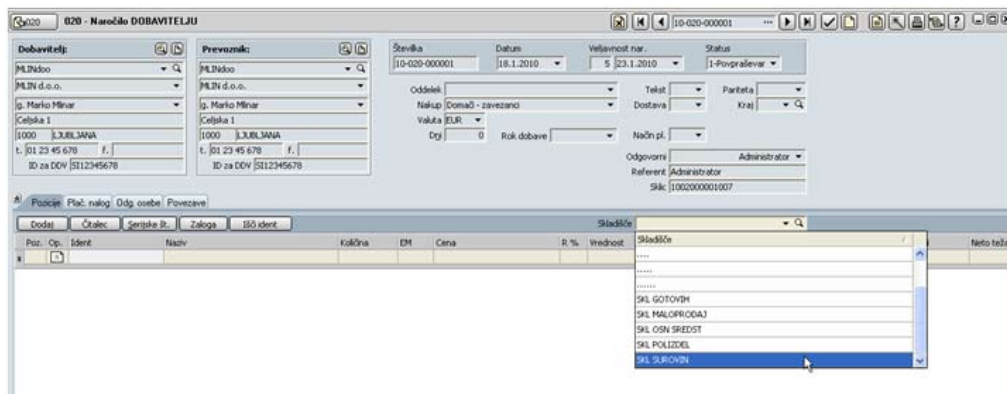 020 020 - Naročilo DOBAVITELJU 10-020-000001 ... ?
Dobavitelj: Prevoznik: Številka Datum Veljavnost nar. Status
MLINdoo MLINdoo 10-020-000001 18.1.2010 5 23.1.2010 1-Povpraševar
MLIN d.o.o. MLIN d.o.o.
g. Marko Mlinar g. Marko Mlinar Oddelek Tekst Pariteta
Celjska 1 Celjska 1 Nakup Domači - zavezanci Dostava Kraj
1000 LJUBLJANA 1000 LJUBLJANA Valuta EUR
t. 01 23 45 678 f. t. 01 23 45 678 f. Dni 0 Rok dobave Način pl.
ID za DDV SI12345678 ID za DDV SI12345678
Odgovorni Administrator
Referent Administrator
Sklic 1002000001007
Pozicije Plač. nalog Odg. osebe Povezave
Dodaj Čitalec Serijske št. Zaloga Išči ident Skladišče
Poz. Op. Ident Naziv Količina EM Cena R % Vrednost Skladišče Neto teža
....
.....
......
SKL GOTOVIH
SKL MALOPRODAJ
SKL OSN SREDST
SKL POLIZDEL
SKL SUROVIN